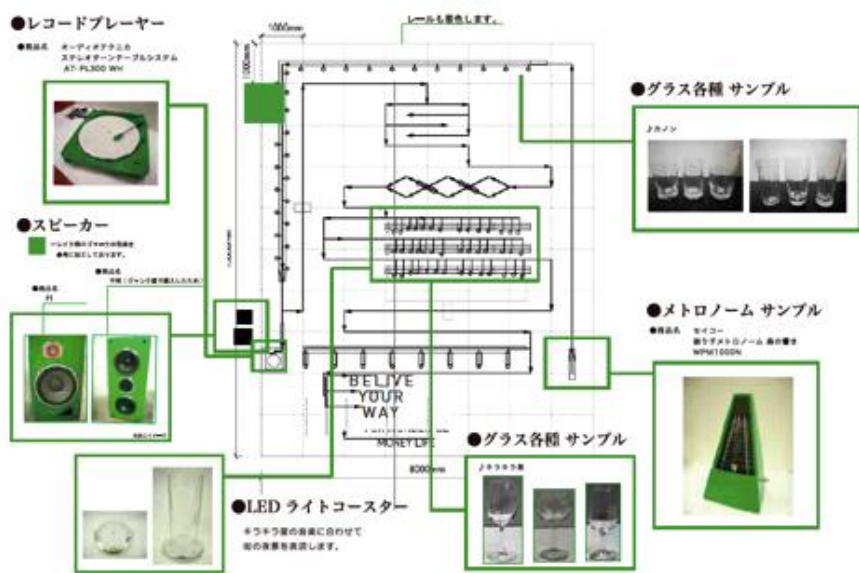 ●レコードプレーヤー
●商品名 オーディオテクニカ
ステレオターンテーブルシステム
AT-PL300 WH
1000mm
1000mm
レールも着色します。
●グラス各種 サンプル
♪カノン
●スピーカー
●商品名
●商品名
●メトロノーム サンプル
●商品名 セイコー
振り子メトロノーム 森の響き
WPM1000N
BELIVE
YOUR
WAY
MONEY LIFE
8000mm
●グラス各種 サンプル
♪キラキラ星
●LED ライトコースター
キラキラ星の音楽に合わせて
街の夜景を表現します。